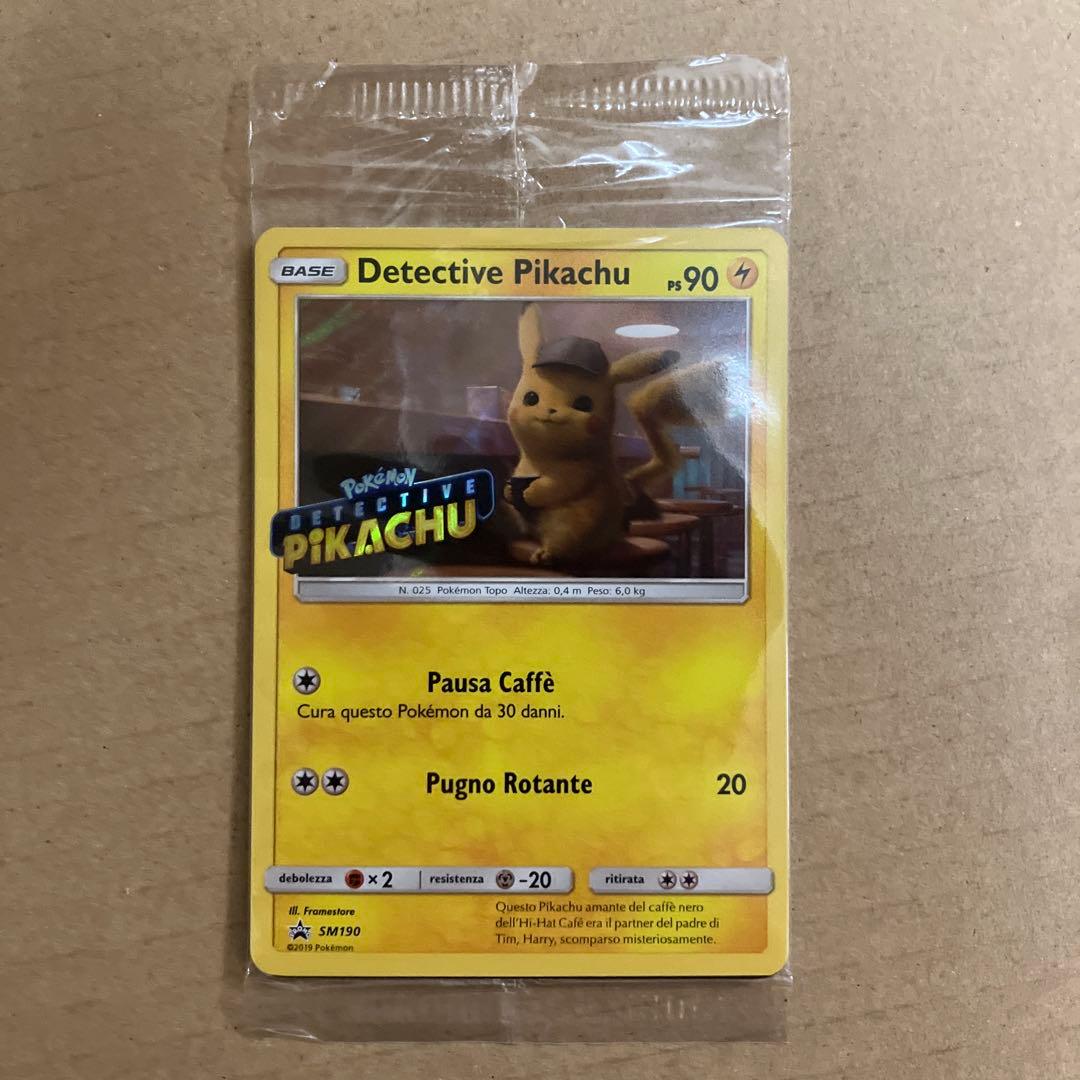 BASE Detective Pikachu PS 90
POKéMON
DETECTIVE
PiKACHU
N. 025 Pokémon Topo Altezza: 0,4 m Peso: 6,0 kg
Pausa Caffè
Cura questo Pokémon da 30 danni.
Pugno Rotante 20
debolezza ×2 resistenza -20 ritirata
Ill. Framestore
SM190
©2019 Pokémon
Questo Pikachu amante del caffè nero
dell'Hi-Hat Café era il partner del padre di
Tim, Harry, scomparso misteriosamente.